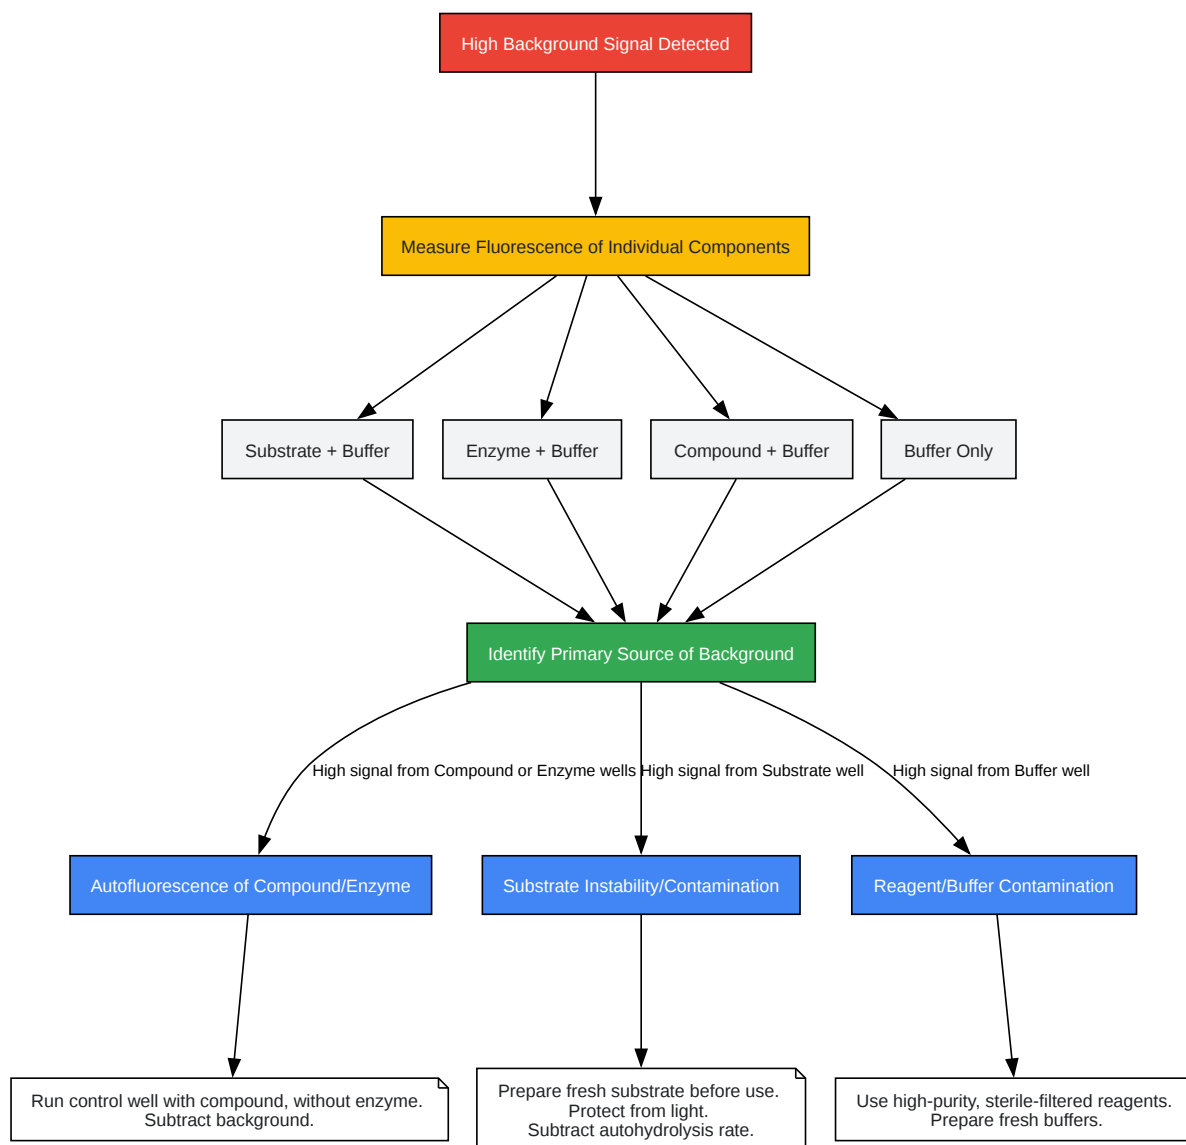 High Background Signal Detected
Measure Fluorescence of Individual Components
Substrate + Buffer
Enzyme + Buffer
Compound + Buffer
Buffer Only
Identify Primary Source of Background
High signal from Compound or Enzyme wells
High signal from Substrate well
High signal from Buffer well
Autofluorescence of Compound/Enzyme
Substrate Instability/Contamination
Reagent/Buffer Contamination
Run control well with compound, without enzyme.
Subtract background.
Prepare fresh substrate before use.
Protect from light.
Subtract autohydrolysis rate.
Use high-purity, sterile-filtered reagents.
Prepare fresh buffers.